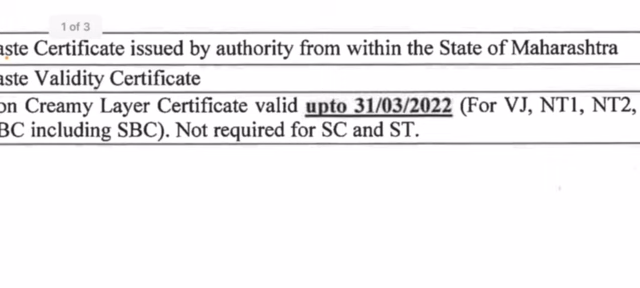 1 of 3
aste Certificate issued by authority from within the State of Maharashtra
aste Validity Certificate
on Creamy Layer Certificate valid upto 31/03/2022 (For VJ, NT1, NT2,
BC including SBC). Not required for SC and ST.